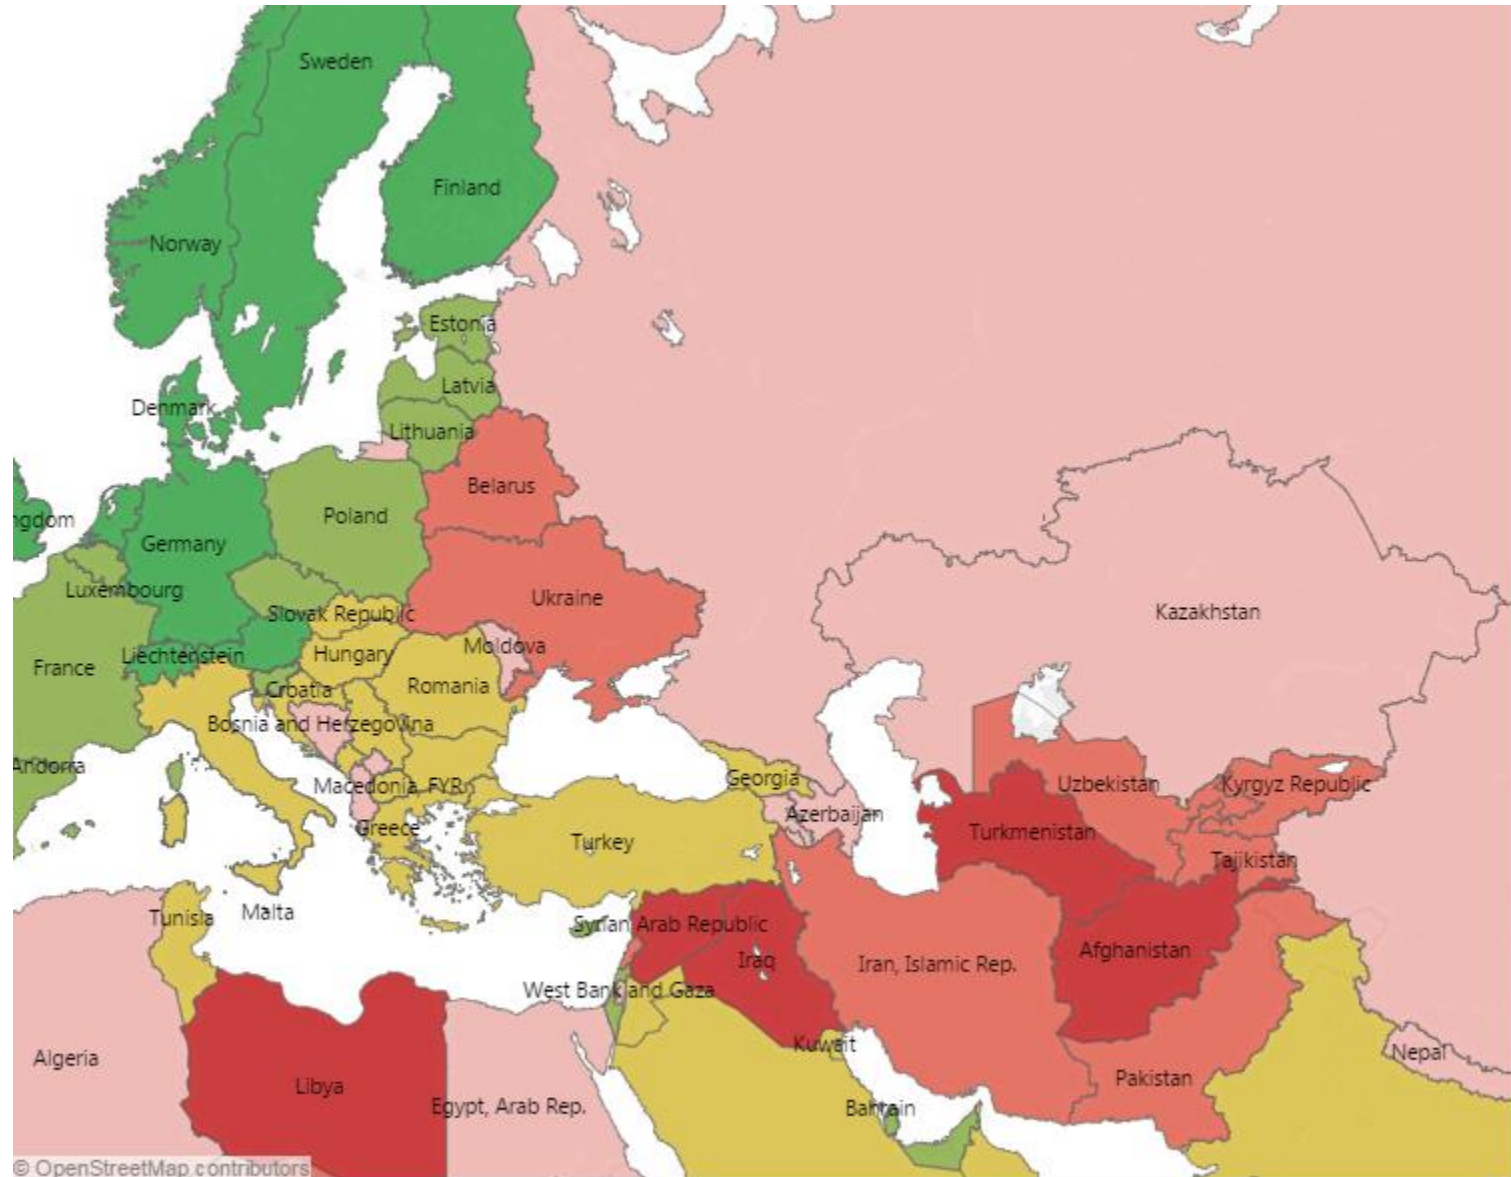 Sweden
Finland
Norway
Estonia
Latvia
Denmark
Lithuania
Belarus
Poland
ngdom
Germany
Luxembourg
Ukraine
Slovak Republic
Kazakhstan
Moldova
Liechtenstein
Hungary
France
Romania
Croatia
Bosnia and Herzegovina
Andorra
Georgia
Macedonia, FYR
Uzbekistan
Kyrgyz Republic
Azerbaijan
Greece
Turkey
Turkmenistan
Tajikistan
Tunisia
Malta
Syrian Arab Republic
Afghanistan
Iraq
Iran, Islamic Rep.
West Bank and Gaza
Kuwait
Algeria
Nepal
Libya
Pakistan
Egypt, Arab Rep.
Bahrain
© OpenStreetMap contributors